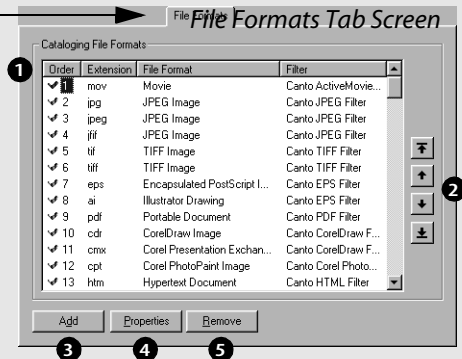 File Formats Tab Screen
File Formats
Cataloging File Formats
1
Order Extension File Format Filter
1 mov Movie Canto ActiveMovie...
2 jpg JPEG Image Canto JPEG Filter
3 jpeg JPEG Image Canto JPEG Filter
4 jfif JPEG Image Canto JPEG Filter
5 tif TIFF Image Canto TIFF Filter
6 tiff TIFF Image Canto TIFF Filter
7 eps Encapsulated PostScript I... Canto EPS Filter
8 ai Illustrator Drawing Canto EPS Filter
9 pdf Portable Document Canto PDF Filter
10 cdr CorelDraw Image Canto CorelDraw F...
11 cmx Corel Presentation Exchan... Canto CorelDraw F...
12 cpt Corel PhotoPaint Image Canto Corel Photo...
13 htm Hypertext Document Canto HTML Filter
2
Add Properties Remove
3 4 5